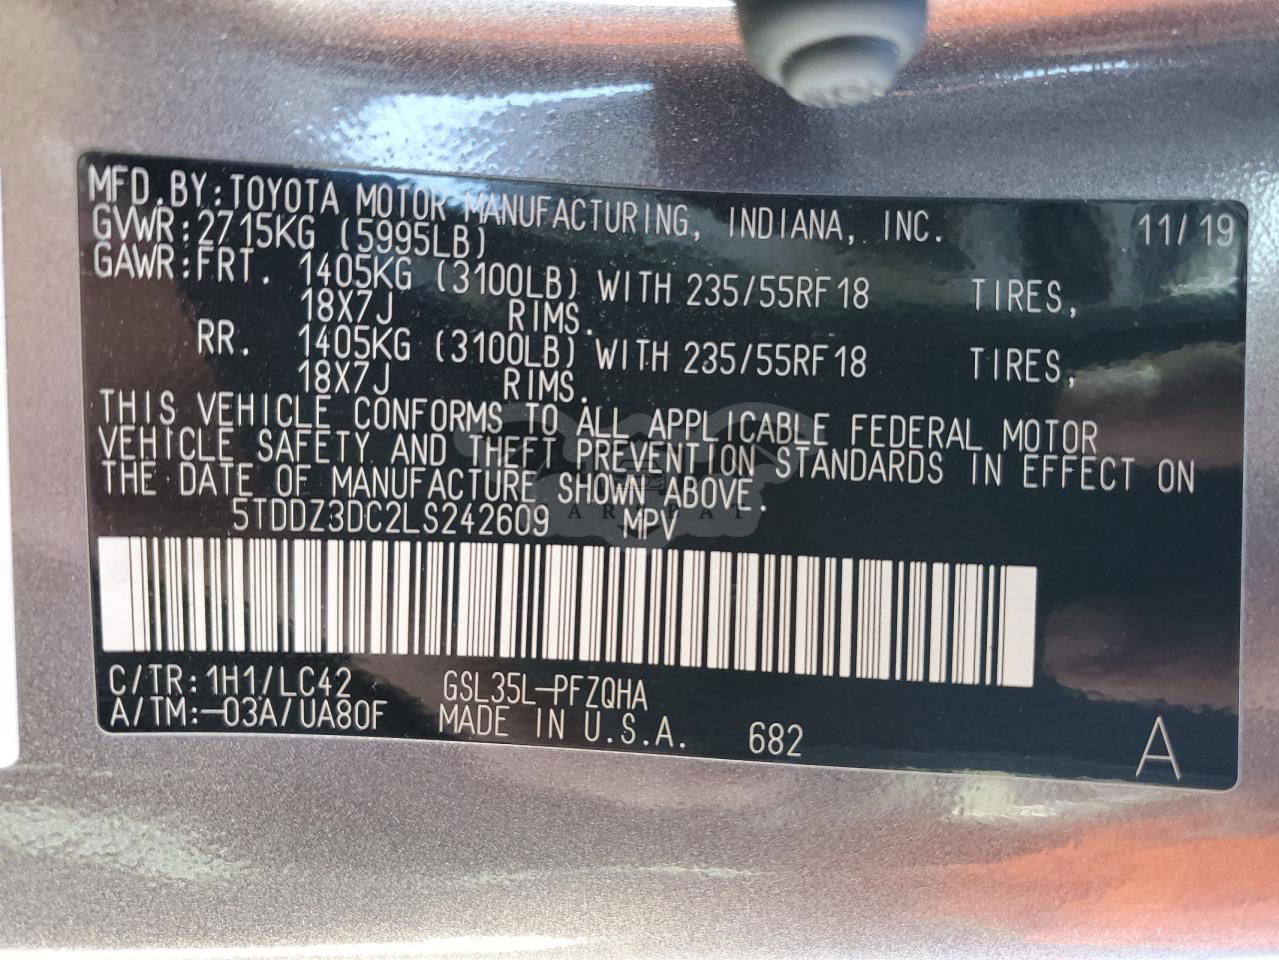 MFD.BY:TOYOTA MOTOR MANUFACTURING, INDIANA, INC. 11/19
GVWR:2715KG (5995LB)
GAWR:FRT. 1405KG (3100LB) WITH 235/55RF18 TIRES,
18X7J RIMS.
RR. 1405KG (3100LB) WITH 235/55RF18 TIRES,
18X7J RIMS.
THIS VEHICLE CONFORMS TO ALL APPLICABLE FEDERAL MOTOR
VEHICLE SAFETY AND THEFT PREVENTION STANDARDS IN EFFECT ON
THE DATE OF MANUFACTURE SHOWN ABOVE.
5TDDZ3DC2LS242609 MPV
C/TR:1H1/LC42 GSL35L-PFZQHA
A/TM:-03A/UA80F MADE IN U.S.A. 682 A